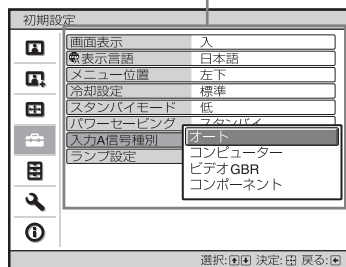 初期設定
画面表示 入
表示言語 日本語
メニュー位置 左下
冷却設定 標準
スタンバイモード 低
パワーセービング スタンバイ
入力A信号種別 オート
ランプ設定 コンピューター
ビデオGBR
コンポーネント
選択: 決定: 戻る: